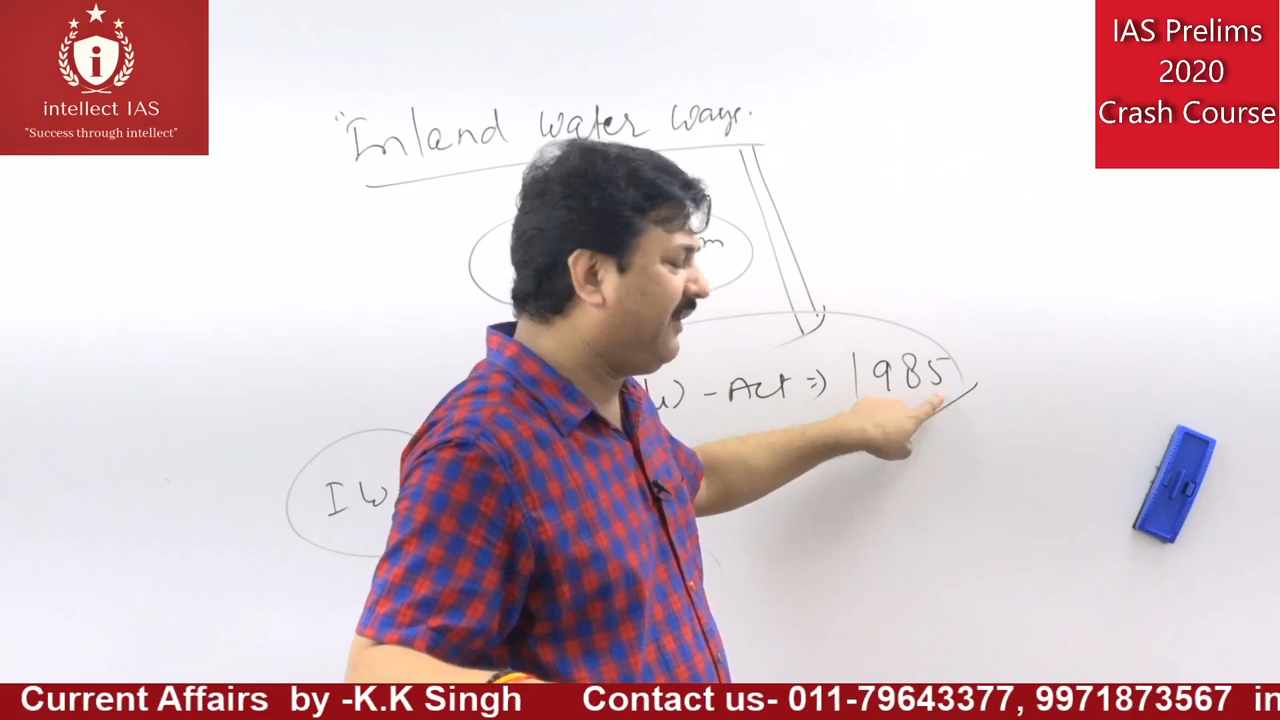 i
intellect IAS
"Success through intellect"
IAS Prelims
2020
Crash Course
"Inland water ways.
m
- Act => 1985
I W
Current Affairs by -K.K Singh Contact us- 011-79643377, 9971873567 in